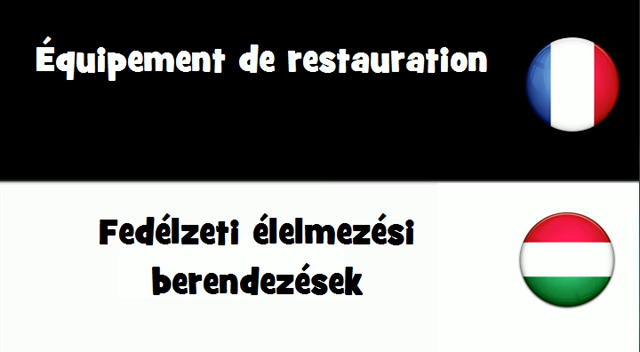 Équipement de restauration
Fedélzeti élelmezési
berendezések